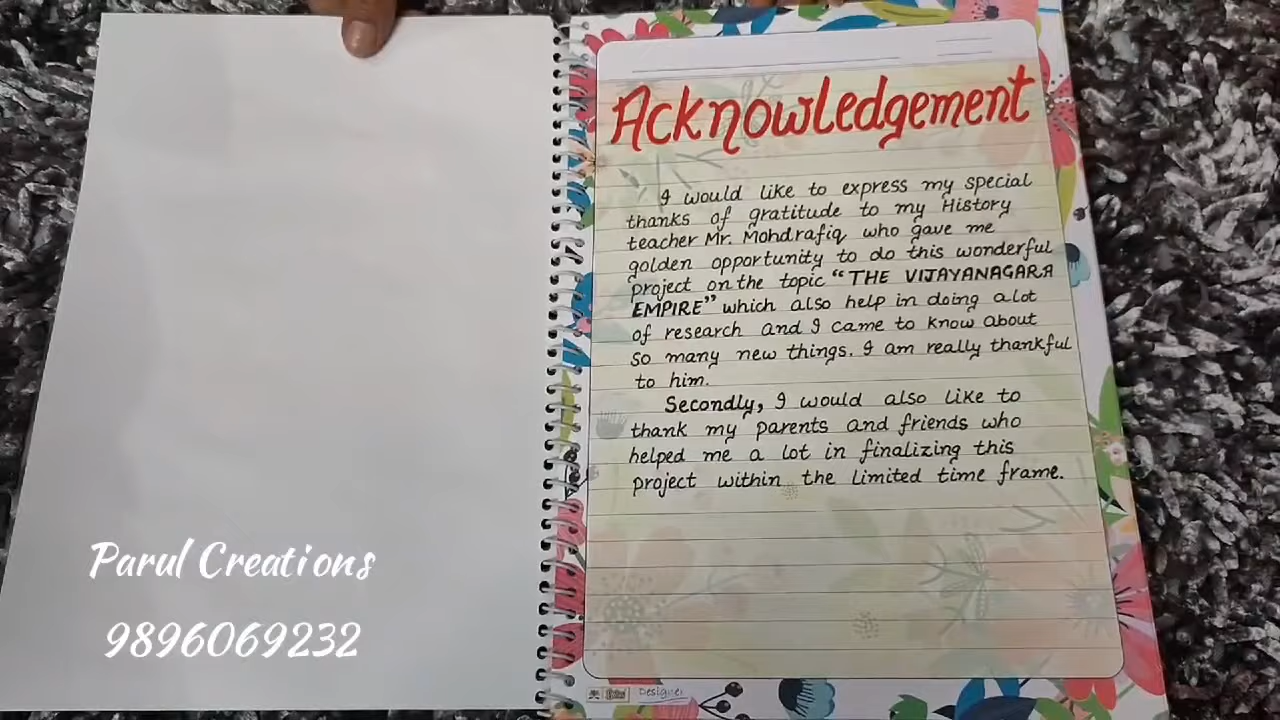 Acknowledgement
I would like to express my special
thanks of gratitude to my History
teacher Mr. Mohdrafiq who gave me
golden opportunity to do this wonderful
project on the topic "THE VIJAYANAGARA
EMPIRE" which also help in doing alot
of research and I came to know about
so many new things. I am really thankful
to him.
Secondly, I would also like to
thank my parents and friends who
helped me a lot in finalizing this
project within the limited time frame.
Parul Creations
9896069232
Designer